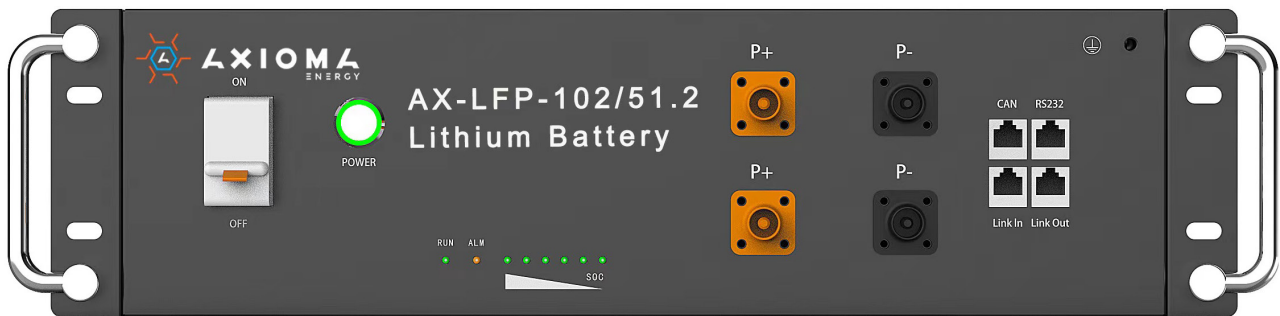 AXIOMA
ENERGY
ON
OFF
POWER
AX-LFP-102/51.2
Lithium Battery
RUN ALM
SOC
P+ P-
P+ P-
CAN RS232
Link In Link Out